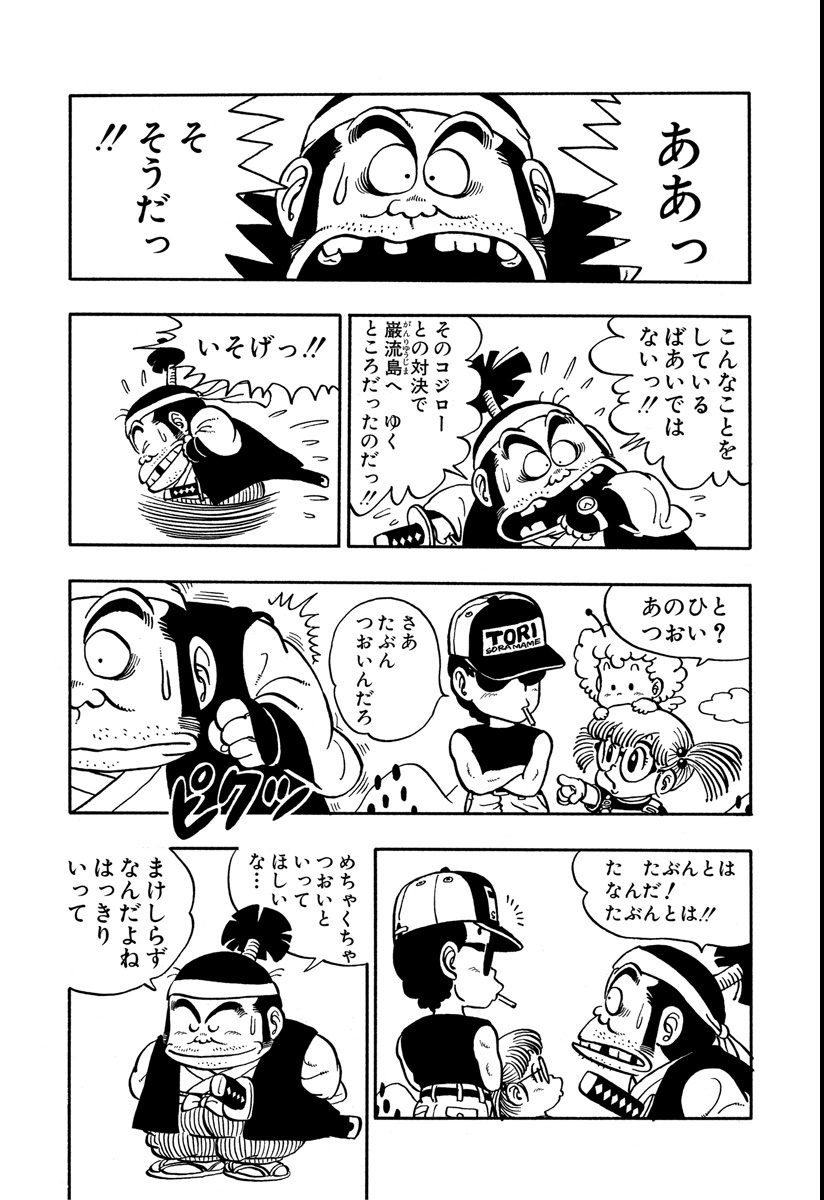 ああっ
そ
そうだっ
!!
こんなことを
している
ばあいでは
ないっ!!
そのコジロー
との対決で
巌流島へ ゆく
がんりゅうじま
ところだったのだっ!!
いそげっ!!
と
ひい?
のお
あつ
TORI
SORAMAME
さあ
たぶん
つおいんだろ
ピクッ
た たぶんとは
なんだ!
たぶんとは!!
T
S
めちゃくちゃ
つおいと
いって
ほしい
な…
まけしらず
なんだよね
はっきり
いって